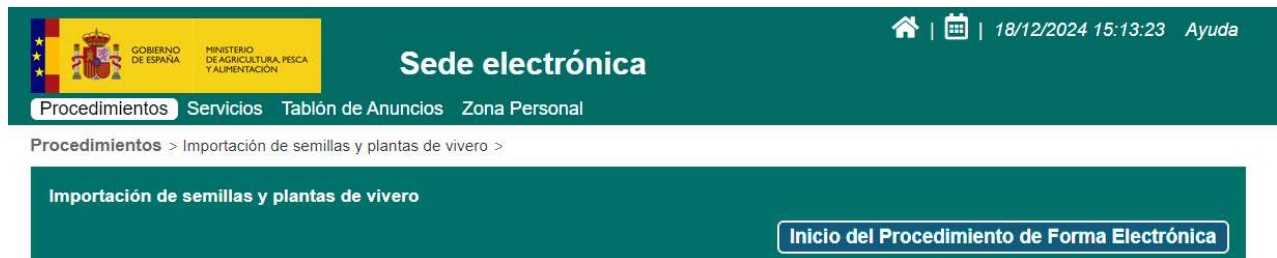 GOBIERNO
DE ESPAÑA
MINISTERIO
DE AGRICULTURA, PESCA
Y ALIMENTACIÓN
Sede electrónica
| | 18/12/2024 15:13:23 Ayuda
Procedimientos Servicios Tablón de Anuncios Zona Personal
Procedimientos > Importación de semillas y plantas de vivero >
Importación de semillas y plantas de vivero
Inicio del Procedimiento de Forma Electrónica